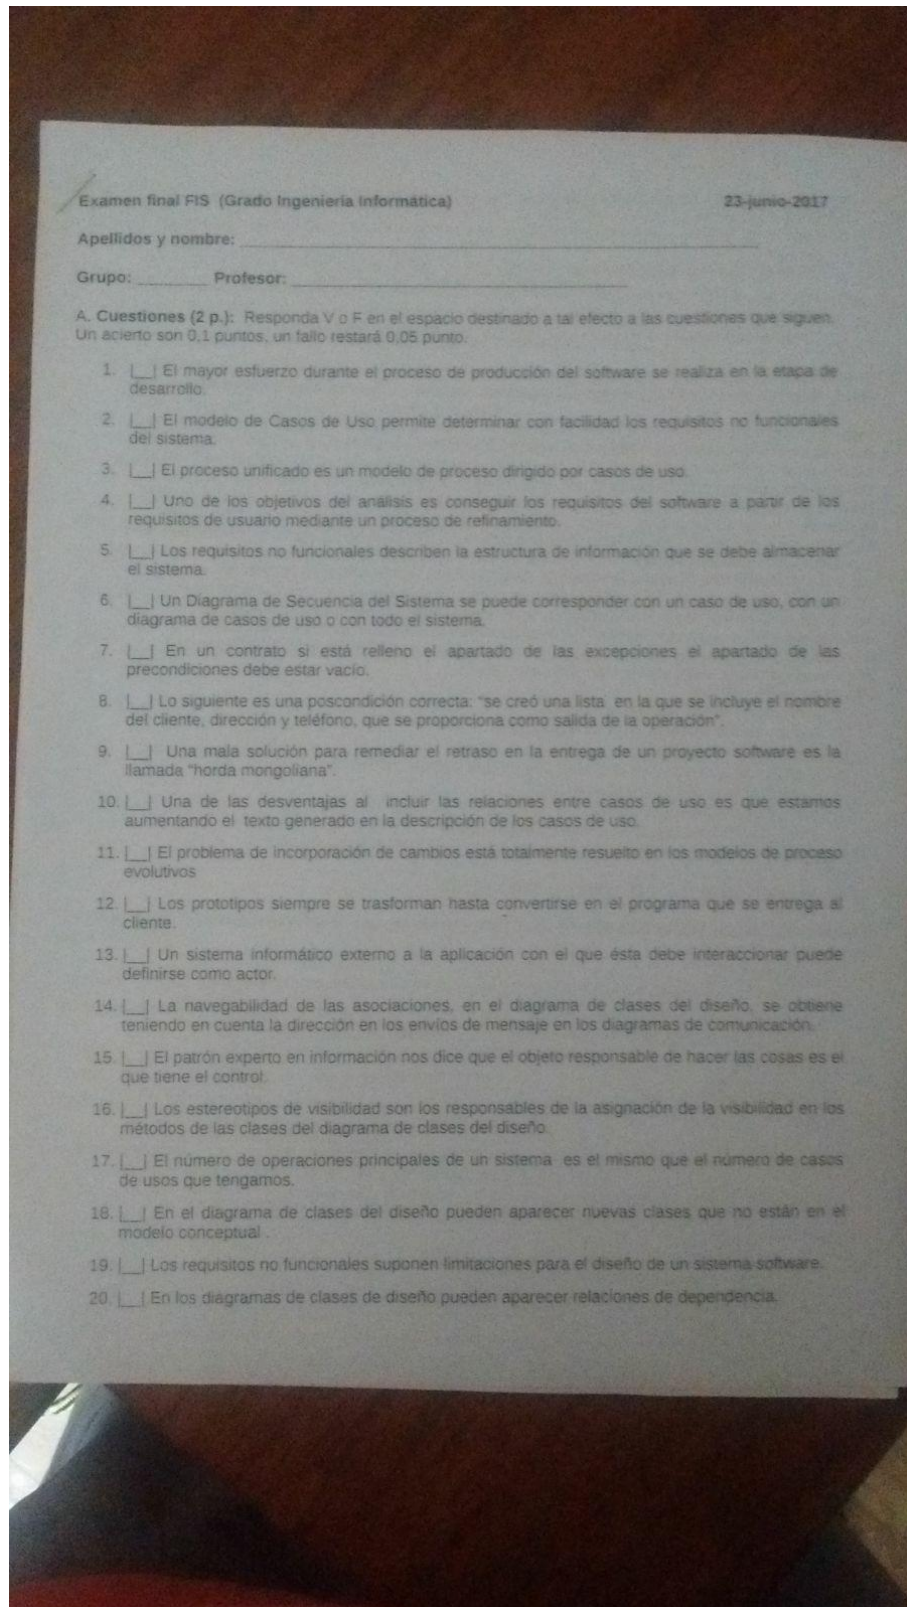 Examen final FIS (Grado Ingeniería Informática) 23-junio-2017
Apellidos y nombre: ____________________
Grupo: ________ Profesor: ____________________
A. Cuestiones (2 p.): Responda V o F en el espacio destinado a tal efecto a las cuestiones que siguen.
Un acierto son 0,1 puntos, un fallo restará 0,05 punto.
1. |__| El mayor esfuerzo durante el proceso de producción del software se realiza en la etapa de
desarrollo.
2. |__| El modelo de Casos de Uso permite determinar con facilidad los requisitos no funcionales
del sistema.
3. |__| El proceso unificado es un modelo de proceso dirigido por casos de uso.
4. |__| Uno de los objetivos del análisis es conseguir los requisitos del software a partir de los
requisitos de usuario mediante un proceso de refinamiento.
5. |__| Los requisitos no funcionales describen la estructura de información que se debe almacenar
el sistema.
6. |__| Un Diagrama de Secuencia del Sistema se puede corresponder con un caso de uso, con un
diagrama de casos de uso o con todo el sistema.
7. |__| En un contrato si está relleno el apartado de las excepciones el apartado de las
precondiciones debe estar vacío.
8. |__| Lo siguiente es una poscondición correcta: "se creó una lista en la que se incluye el nombre
del cliente, dirección y teléfono, que se proporciona como salida de la operación".
9. |__| Una mala solución para remediar el retraso en la entrega de un proyecto software es la
llamada "horda mongoliana".
10. |__| Una de las desventajas al incluir las relaciones entre casos de uso es que estamos
aumentando el texto generado en la descripción de los casos de uso.
11. |__| El problema de incorporación de cambios está totalmente resuelto en los modelos de proceso
evolutivos
12. |__| Los prototipos siempre se trasforman hasta convertirse en el programa que se entrega al
cliente.
13. |__| Un sistema informático externo a la aplicación con el que ésta debe interaccionar puede
definirse como actor.
14. |__| La navegabilidad de las asociaciones, en el diagrama de clases del diseño, se obtiene
teniendo en cuenta la dirección en los envíos de mensaje en los diagramas de comunicación.
15. |__| El patrón experto en información nos dice que el objeto responsable de hacer las cosas es el
que tiene el control.
16. |__| Los estereotipos de visibilidad son los responsables de la asignación de la visibilidad en los
métodos de las clases del diagrama de clases del diseño.
17. |__| El número de operaciones principales de un sistema es el mismo que el número de casos
de usos que tengamos.
18. |__| En el diagrama de clases del diseño pueden aparecer nuevas clases que no están en el
modelo conceptual .
19. |__| Los requisitos no funcionales suponen limitaciones para el diseño de un sistema software.
20. |__| En los diagramas de clases de diseño pueden aparecer relaciones de dependencia.